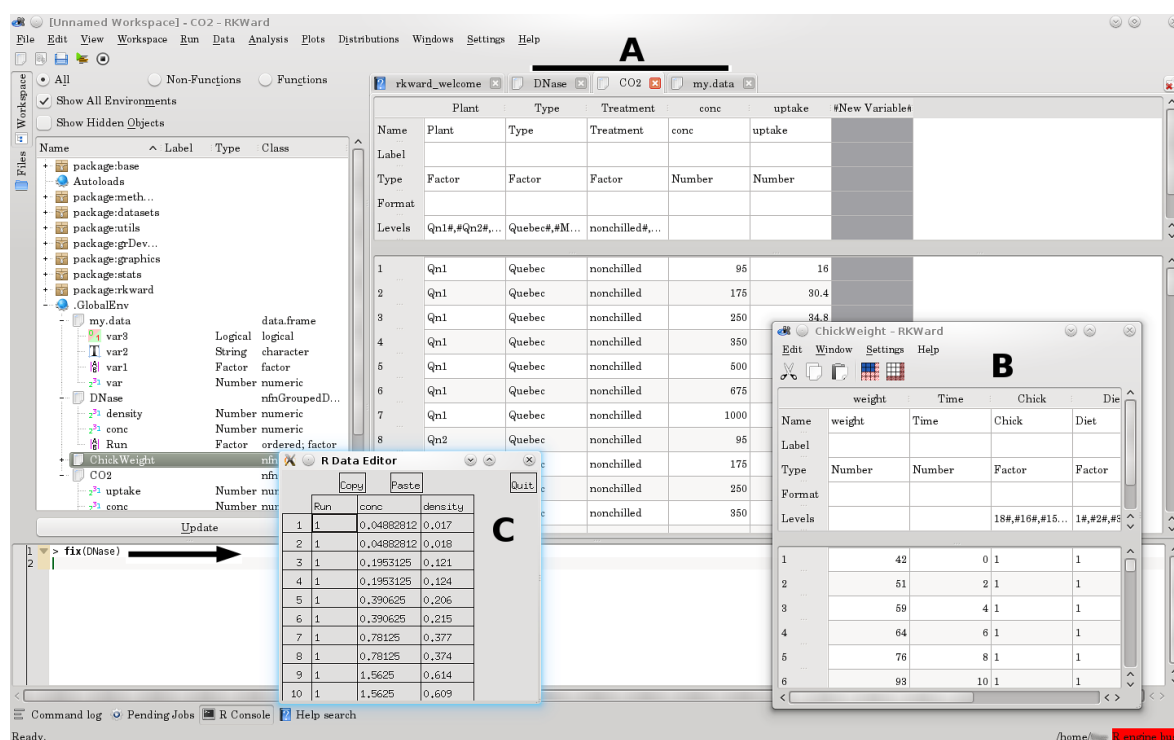 [Unnamed Workspace] - CO2 - RKWard
File Edit View Workspace Run Data Analysis Plots Distributions Windows Settings Help
A
Workspace
Files
All Non-Functions Functions
Show All Environments
Show Hidden Objects
Name Label Type Class
package:base
Autoloads
package:meth...
package:datasets
package:utils
package:grDev...
package:graphics
package:stats
package:rkward
.GlobalEnv
my.data data.frame
var3 Logical logical
var2 String character
var1 Factor factor
var Number numeric
DNase nfnGroupedD...
density Number numeric
conc Number numeric
Run Factor ordered; factor
ChickWeight nfn
CO2 nfn
uptake Number nur
conc Number nur
Update
rkward_welcome DNase CO2 my.data
Plant Type Treatment conc uptake #New Variable#
Name Plant Type Treatment conc uptake
Label
Type Factor Factor Factor Number Number
Format
Levels Qn1#,#Qn2#,... Quebec#,#M... nonchilled#,...
1 Qn1 Quebec nonchilled 95 16
2 Qn1 Quebec nonchilled 175 30.4
3 Qn1 Quebec nonchilled 250 34.8
4 Qn1 Quebec nonchilled 350
5 Qn1 Quebec nonchilled 500
6 Qn1 Quebec nonchilled 675
7 Qn1 Quebec nonchilled 1000
8 Qn2 Quebec nonchilled 95
c nonchilled 175
c nonchilled 250
c nonchilled 350
ChickWeight - RKWard
Edit Window Settings Help
B
weight Time Chick Die
Name weight Time Chick Diet
Label
Type Number Number Factor Factor
Format
Levels 18#,#16#,#15... 1#,#2#,#3
1 42 0 1 1
2 51 2 1 1
3 59 4 1 1
4 64 6 1 1
5 76 8 1 1
6 93 10 1 1
R Data Editor
Copy Paste Quit
C
Run conc density
1 1 0.04882812 0.017
2 1 0.04882812 0.018
3 1 0.1953125 0.121
4 1 0.1953125 0.124
5 1 0.390625 0.206
6 1 0.390625 0.215
7 1 0.78125 0.377
8 1 0.78125 0.374
9 1 1.5625 0.614
10 1 1.5625 0.609
1 > fix(DNase)
2
Command log Pending Jobs R Console Help search
Ready. /home/ R engine bu